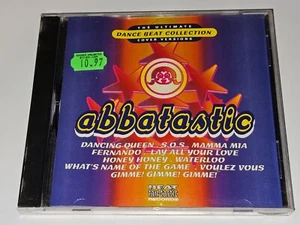 THE ULTIMATE
DANCE BEAT COLLECTION
COVER VERSIONS
10.97
abbatastic
DANCING QUEEN . S.O.S. . MAMMA MIA
FERNANDO . LAY ALL YOUR LOVE
HONEY HONEY . WATERLOO
WHAT'S NAME OF THE GAME . VOULEZ VOUS
GIMME! GIMME! GIMME!
BEAT